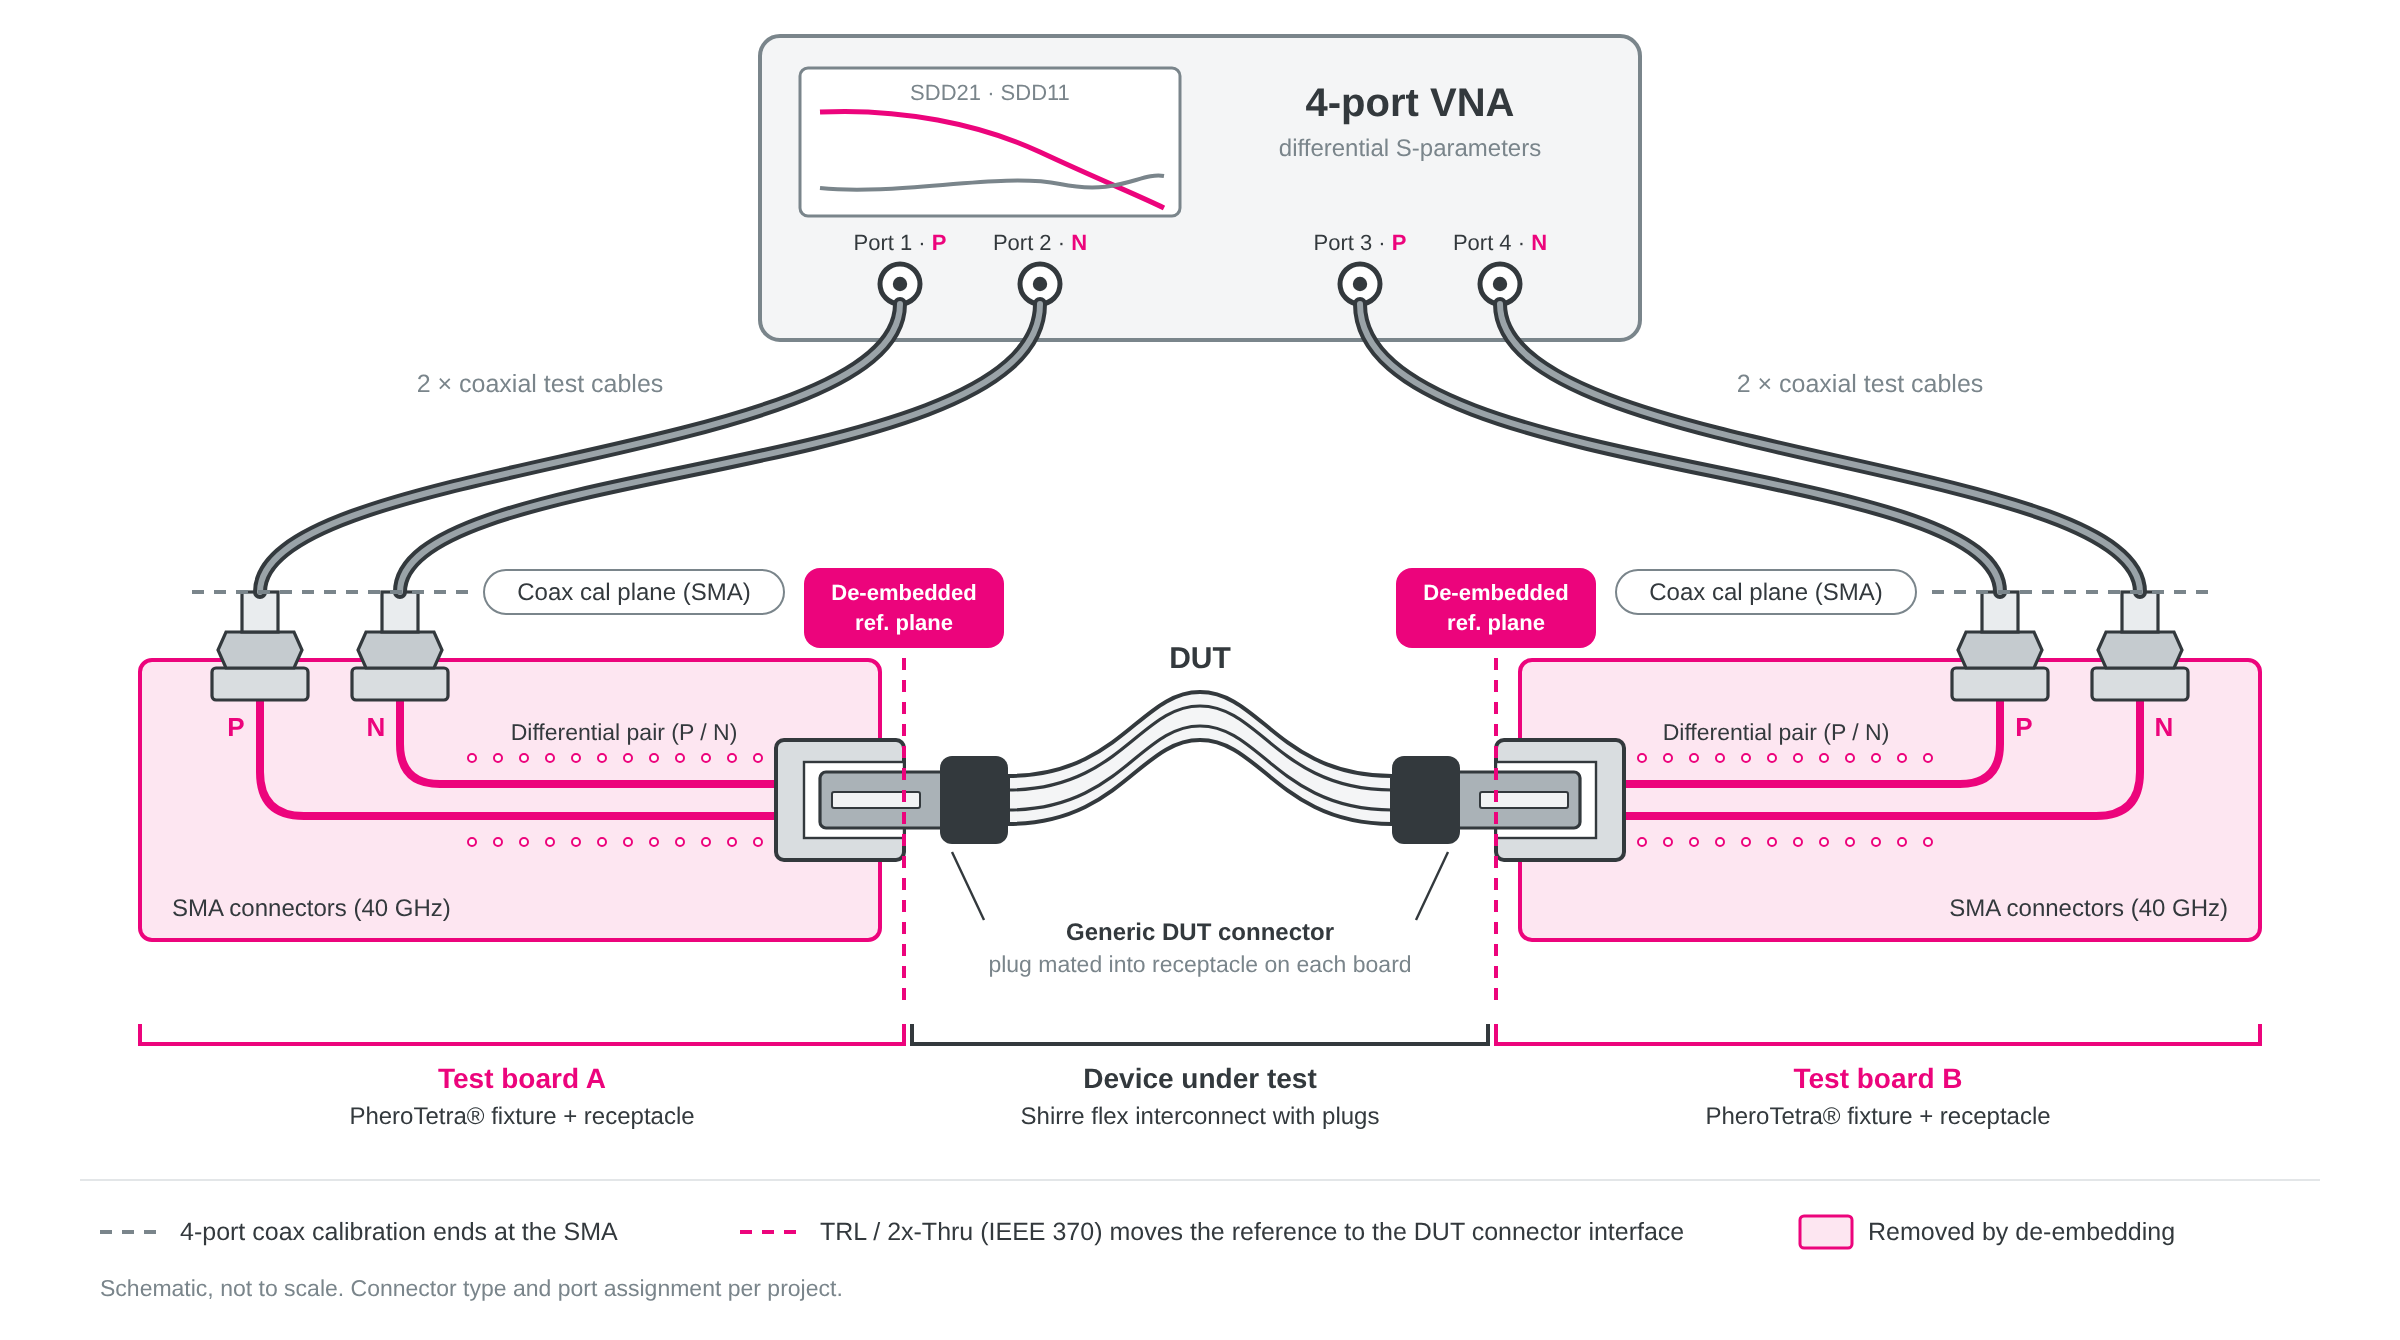 SDD21 · SDD11
4-port VNA
differential S-parameters
Port 1 · P
Port 2 · N
Port 3 · P
Port 4 · N
2 × coaxial test cables
2 × coaxial test cables
Coax cal plane (SMA)
De-embedded
ref. plane
De-embedded
ref. plane
Coax cal plane (SMA)
DUT
P
N
Differential pair (P / N)
Differential pair (P / N)
P
N
SMA connectors (40 GHz)
SMA connectors (40 GHz)
Generic DUT connector
plug mated into receptacle on each board
Test board A
PheroTetra® fixture + receptacle
Device under test
Shirre flex interconnect with plugs
Test board B
PheroTetra® fixture + receptacle
4-port coax calibration ends at the SMA
TRL / 2x-Thru (IEEE 370) moves the reference to the DUT connector interface
Removed by de-embedding
Schematic, not to scale. Connector type and port assignment per project.